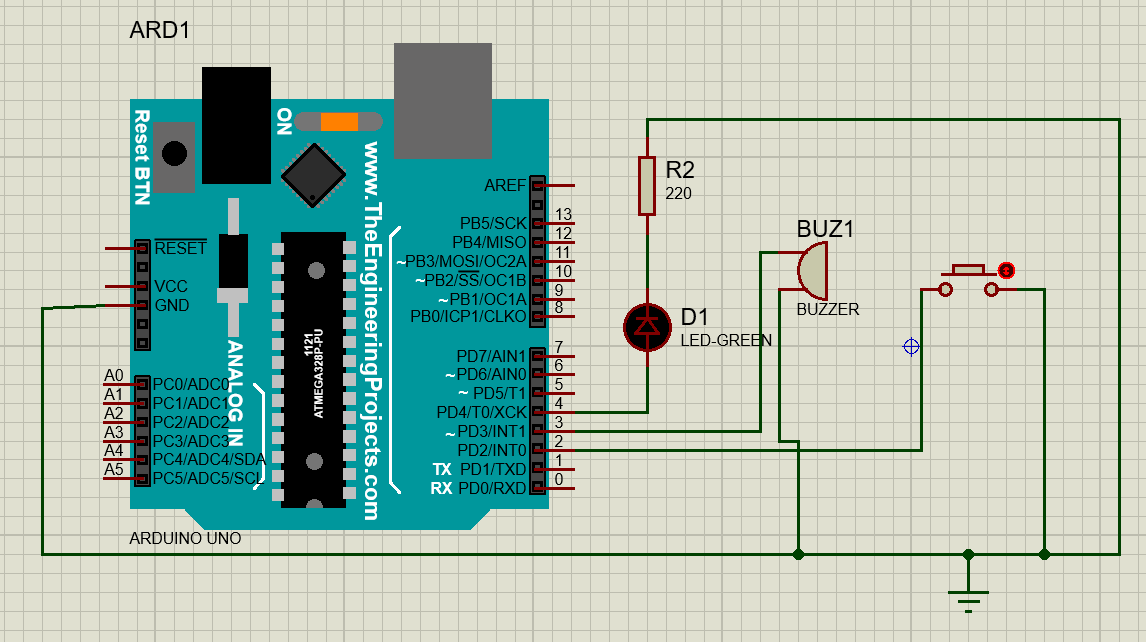 ARD1
Reset BTN
ON
www.TheEngineeringProjects.com
RESET
VCC
GND
ANALOG IN
1121
ATMEGA328P-PU
A0 PC0/ADC0
A1 PC1/ADC1
A2 PC2/ADC2
A3 PC3/ADC3
A4 PC4/ADC4/SDA
A5 PC5/ADC5/SCL
AREF
PB5/SCK 13
PB4/MISO 12
~PB3/MOSI/OC2A 11
~PB2/SS/OC1B 10
~PB1/OC1A 9
PB0/ICP1/CLKO 8
PD7/AIN1 7
~PD6/AIN0 6
~PD5/T1 5
PD4/T0/XCK 4
~PD3/INT1 3
PD2/INT0 2
TX PD1/TXD 1
RX PD0/RXD 0
ARDUINO UNO
R2
220
D1
LED-GREEN
BUZ1
BUZZER